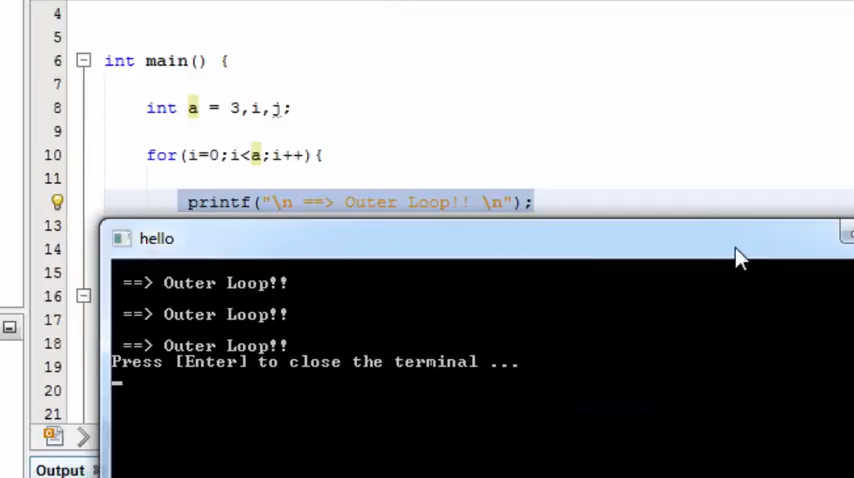 4
5
6 int main() {
7
8 int a = 3,i,j;
9
10 for(i=0;i<a;i++){
11
printf("\n ==> Outer Loop!! \n");
13
hello
14
15
==> Outer Loop!!
16
17
==> Outer Loop!!
18
==> Outer Loop!!
19
Press [Enter] to close the terminal ...
20
21
Output